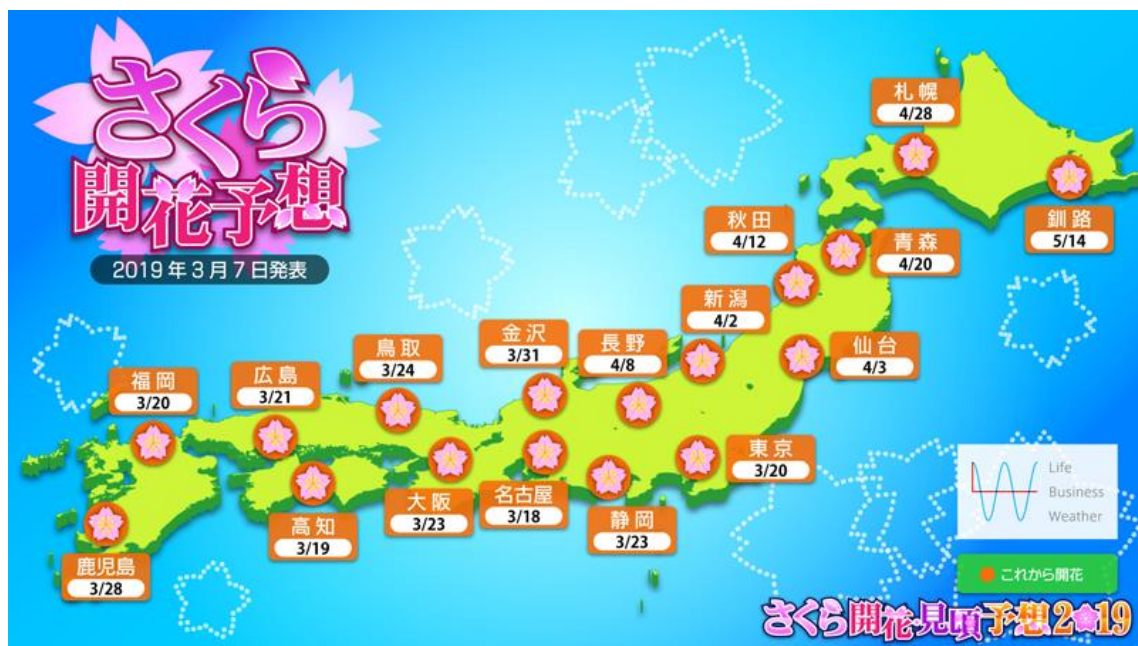 さくら
開花予想
2019年3月7日発表
札幌
4/28
釧路
5/14
秋田
4/12
青森
4/20
新潟
4/2
仙台
4/3
金沢
3/31
長野
4/8
鳥取
3/24
広島
3/21
福岡
3/20
東京
3/20
大阪
3/23
名古屋
3/18
静岡
3/23
高知
3/19
鹿児島
3/28
Life
Business
Weather
これから開花
さくら開花・見頃予想2019